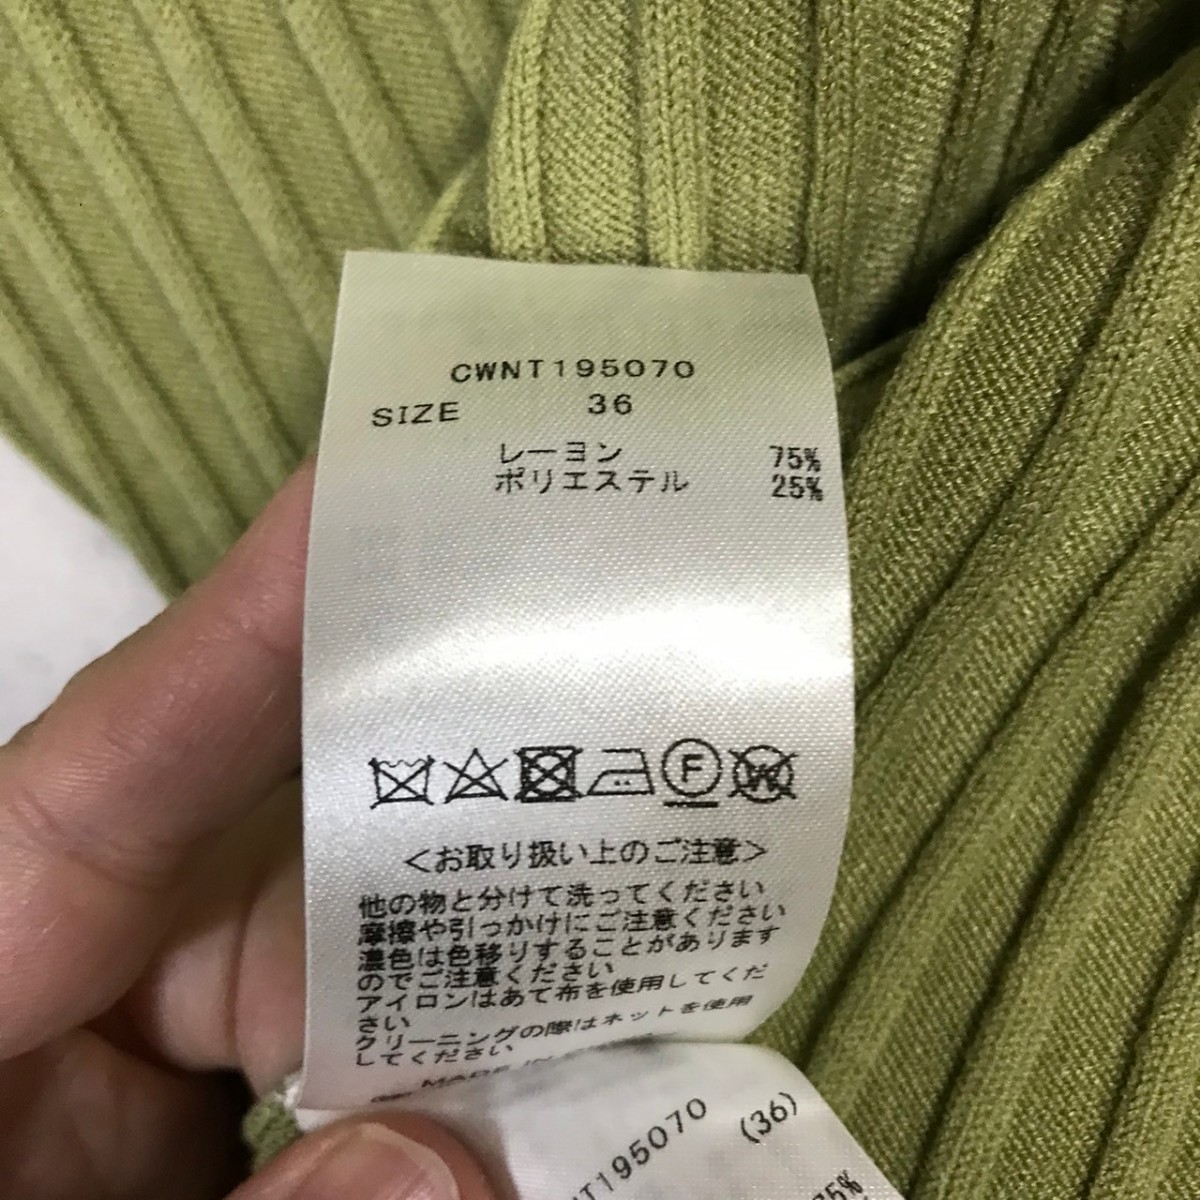 CWNT195070
SIZE 36
レーヨン 75%
ポリエステル 25%
F
W
<お取り扱い上のご注意>
他の物と分けて洗ってください
摩擦や引っかけにご注意ください
濃色は色移りすることがあります
のでご注意ください
アイロンはあて布を使用してくだ
さい
クリーニングの際はネットを使用
してください
MADE IN
NT195070 (36)
75%